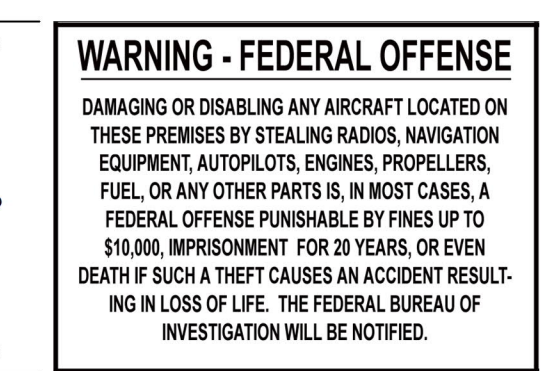 WARNING - FEDERAL OFFENSE
DAMAGING OR DISABLING ANY AIRCRAFT LOCATED ON
THESE PREMISES BY STEALING RADIOS, NAVIGATION
EQUIPMENT, AUTOPILOTS, ENGINES, PROPELLERS,
FUEL, OR ANY OTHER PARTS IS, IN MOST CASES, A
FEDERAL OFFENSE PUNISHABLE BY FINES UP TO
$10,000, IMPRISONMENT FOR 20 YEARS, OR EVEN
DEATH IF SUCH A THEFT CAUSES AN ACCIDENT RESULT-
ING IN LOSS OF LIFE. THE FEDERAL BUREAU OF
INVESTIGATION WILL BE NOTIFIED.